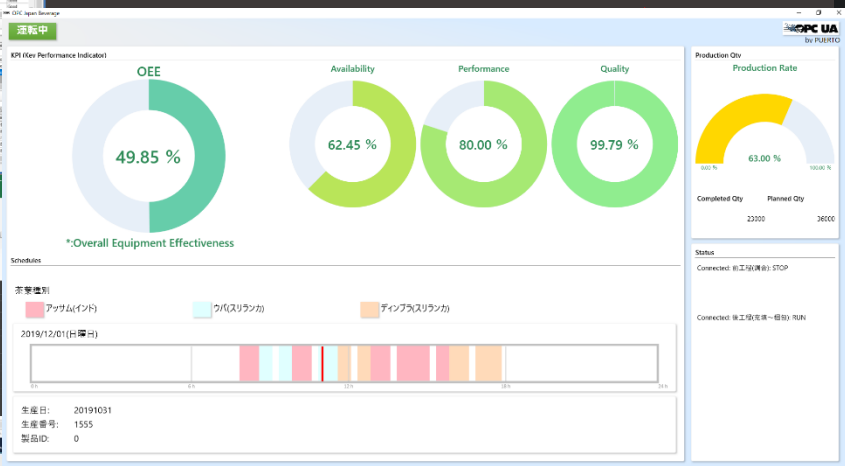 OFC Japan Beverage
運転中
OPC UA
by PUERTO
KPI (Key Performance Indicator)
OEE
49.85 %
*:Overall Equipment Effectiveness
Availability
62.45 %
Performance
80.00 %
Quality
99.79 %
Production Qty
Production Rate
63.00 %
0.00 %
100.00 %
Completed Qty
Planned Qty
23000
36000
Schedules
茶葉種別
アッサム(インド)
ウバ(スリランカ)
ディンブラ(スリランカ)
2019/12/01(日曜日)
0 h
6 h
12 h
18 h
24 h
生産日:
20191031
生産番号:
1555
製品ID:
0
Status
Connected: 前工程(調合): STOP
Connected: 後工程(充填～梱包): RUN